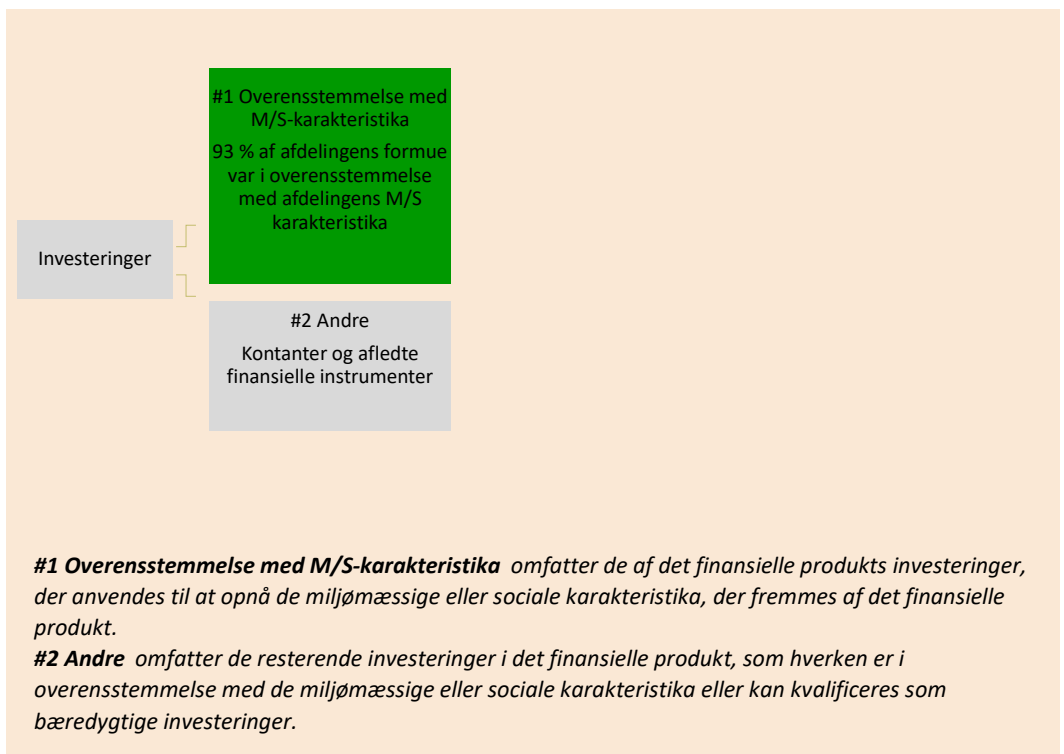 #1 Overensstemmelse med
M/S-karakteristika
93 % af afdelingens formue
var i overensstemmelse
med afdelingens M/S
karakteristika
Investeringer
#2 Andre
Kontanter og afledte
finansielle instrumenter
#1 Overensstemmelse med M/S-karakteristika omfatter de af det finansielle produkts investeringer,
der anvendes til at opnå de miljømæssige eller sociale karakteristika, der fremmes af det finansielle
produkt.
#2 Andre omfatter de resterende investeringer i det finansielle produkt, som hverken er i
overensstemmelse med de miljømæssige eller sociale karakteristika eller kan kvalificeres som
bæredygtige investeringer.